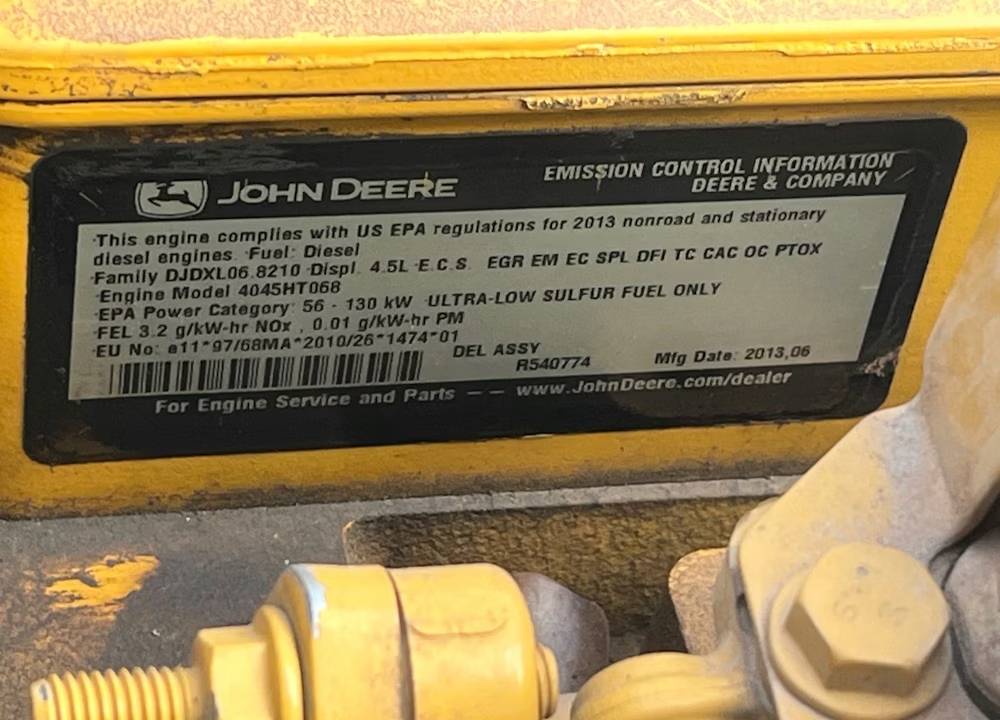 JOHN DEERE
EMISSION CONTROL INFORMATION
DEERE & COMPANY
·This engine complies with US EPA regulations for 2013 nonroad and stationary
diesel engines. ·Fuel: Diesel
·Family DJDXL06.8210 ·Displ. 4.5L ·E.C.S. EGR EM EC SPL DFI TC CAC OC PTOX
·Engine Model 4045HT068
·EPA Power Category: 56 - 130 kW ·ULTRA-LOW SULFUR FUEL ONLY
·FEL 3.2 g/kW-hr NOx , 0.01 g/kW-hr PM
·EU No: e11*97/68MA*2010/26*1474*01
DEL ASSY
R540774
Mfg Date: 2013,06
For Engine Service and Parts – – www.JohnDeere.com/dealer